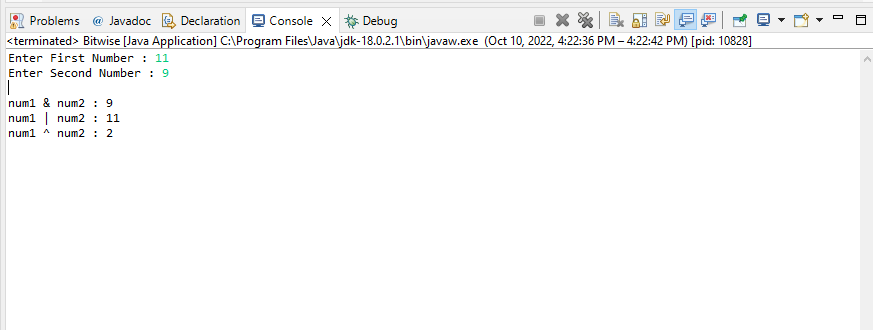 Problems @ Javadoc Declaration Console Debug
<terminated> Bitwise [Java Application] C:\Program Files\Java\jdk-18.0.2.1\bin\javaw.exe (Oct 10, 2022, 4:22:36 PM – 4:22:42 PM) [pid: 10828]
Enter First Number : 11
Enter Second Number : 9
num1 & num2 : 9
num1 | num2 : 11
num1 ^ num2 : 2